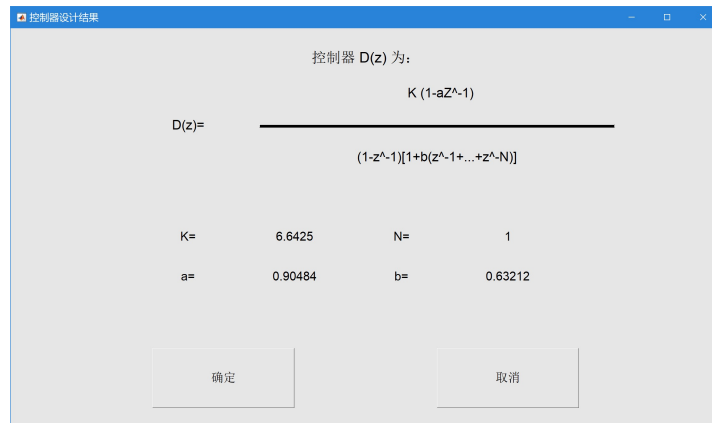 控制器设计结果
控制器 D(z) 为:
K (1-aZ^-1)
D(z)=
(1-z^-1)[1+b(z^-1+...+z^-N)]
K= 6.6425 N= 1
a= 0.90484 b= 0.63212
确定 取消